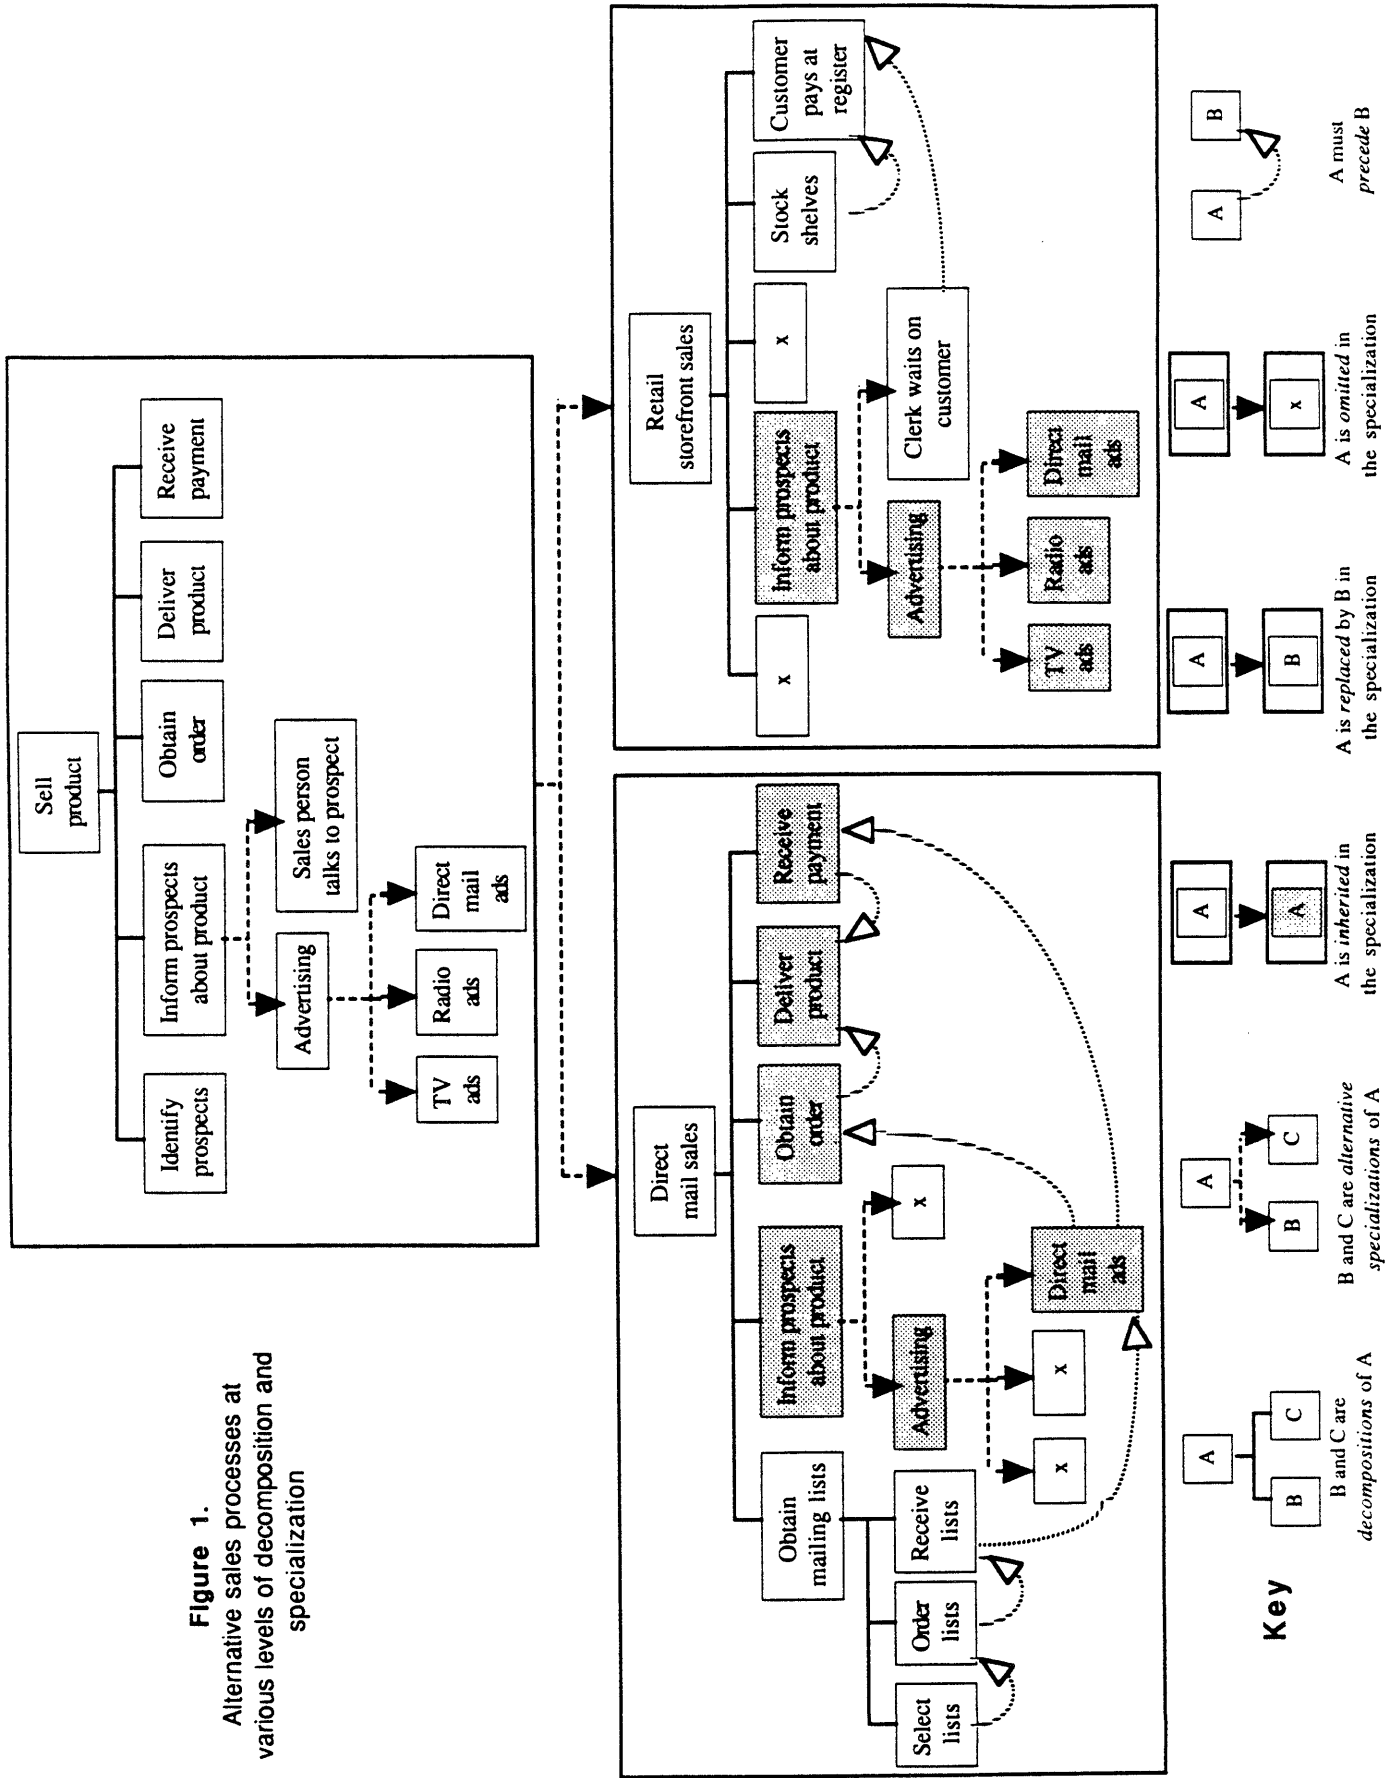 Figure 1.
Alternative sales processes at
various levels of decomposition and
specialization
Sell
product
Identify
prospects
Inform prospects
about product
Obtain
order
Deliver
product
Receive
payment
Advertising
Sales person
talks to prospect
TV
ads
Radio
ads
Direct
mail
ads
Direct
mail sales
Obtain
mailing lists
Inform prospects
about product
Obtain
order
Deliver
product
Receive
payment
Select
lists
Order
lists
Receive
lists
Advertising
x
x
x
Direct
mail
ads
Retail
storefront sales
x
Inform prospects
about product
x
Stock
shelves
Customer
pays at
register
Advertising
Clerk waits on
customer
TV
ads
Radio
ads
Direct
mail
ads
Key
A
B
C
B and C are
decompositions of A
A
B
C
B and C are alternative
specializations of A
A
A
A is inherited in
the specialization
A
B
A is replaced by B in
the specialization
A
x
A is omitted in
the specialization
A
B
A must
precede B